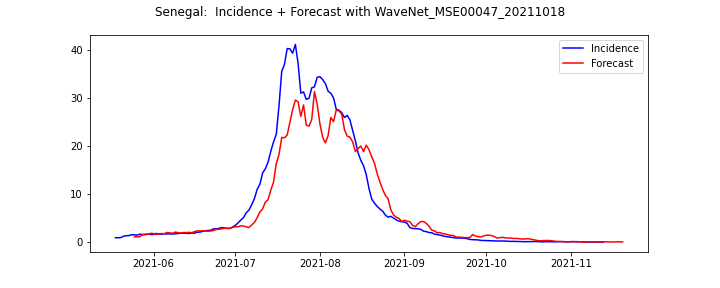 Senegal:  Incidence + Forecast with WaveNet_MSE00047_20211018
Incidence
Forecast
40
30
20
10
0
2021-06 2021-07 2021-08 2021-09 2021-10 2021-11